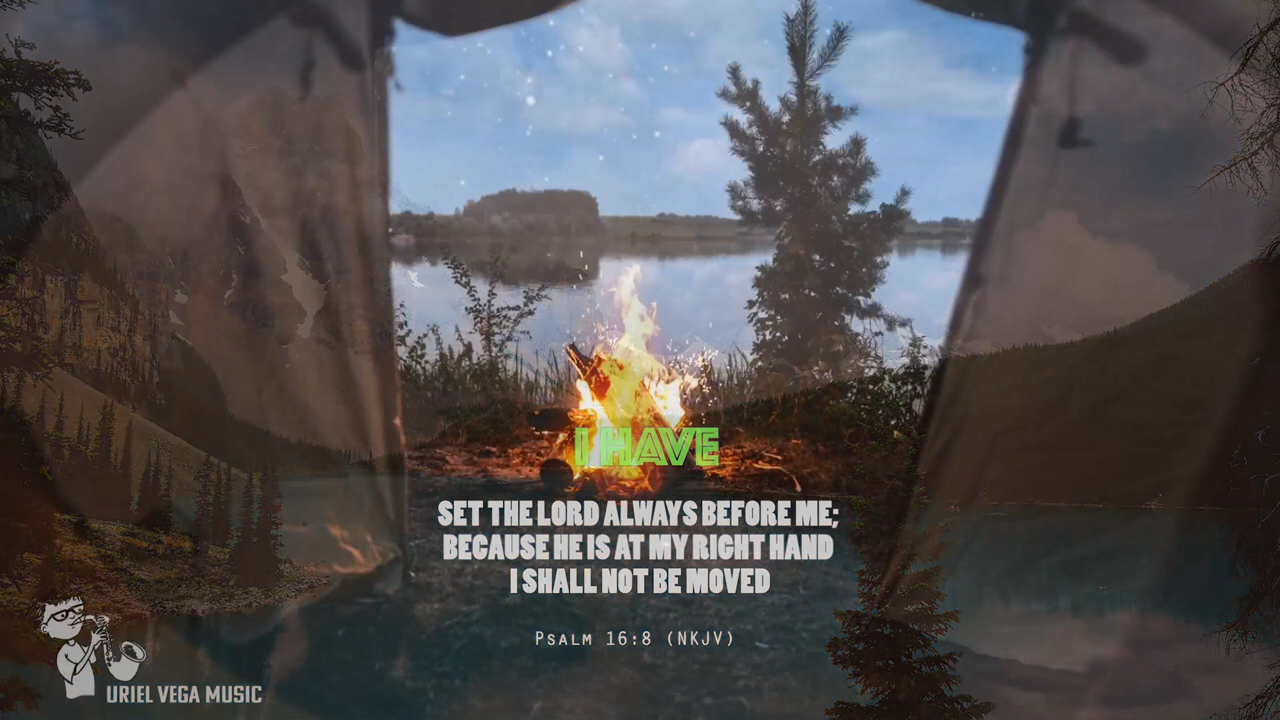 I HAVE
SET THE LORD ALWAYS BEFORE ME;
BECAUSE HE IS AT MY RIGHT HAND
I SHALL NOT BE MOVED
PSALM 16:8 (NKJV)
URIEL VEGA MUSIC